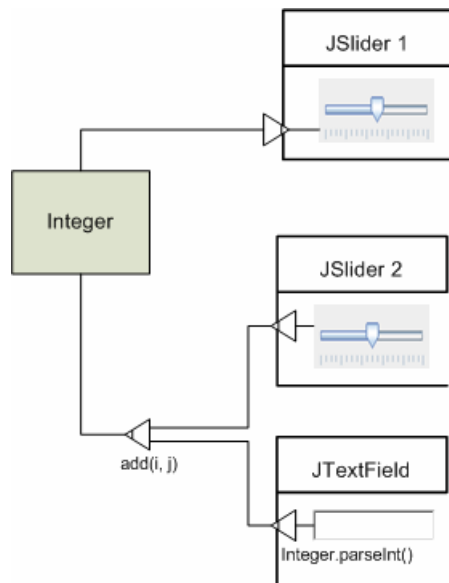 JSlider 1
Integer
JSlider 2
add(i, j)
JTextField
Integer.parseInt()